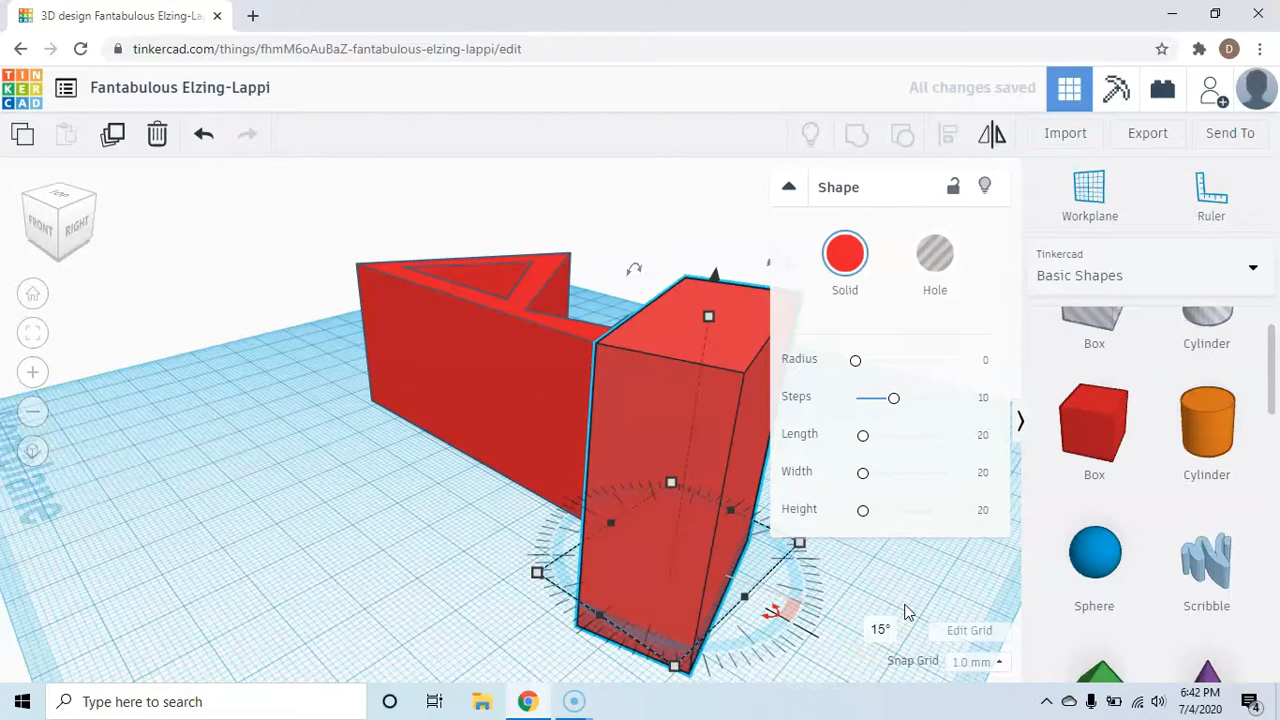 3D design Fantabulous Elzing-La
tinkercad.com/things/fhmM6oAuBaZ-fantabulous-elzing-lappi/edit
D
TIN
KER
CAD
Fantabulous Elzing-Lappi
All changes saved
Import
Export
Send To
TOP
FRONT
RIGHT
Shape
Solid
Hole
Radius
0
Steps
10
Length
20
Width
20
Height
20
15°
Edit Grid
Snap Grid
1.0 mm
Workplane
Ruler
Tinkercad
Basic Shapes
Box
Cylinder
Box
Cylinder
Sphere
Scribble
Type here to search
6:42 PM
7/4/2020
4